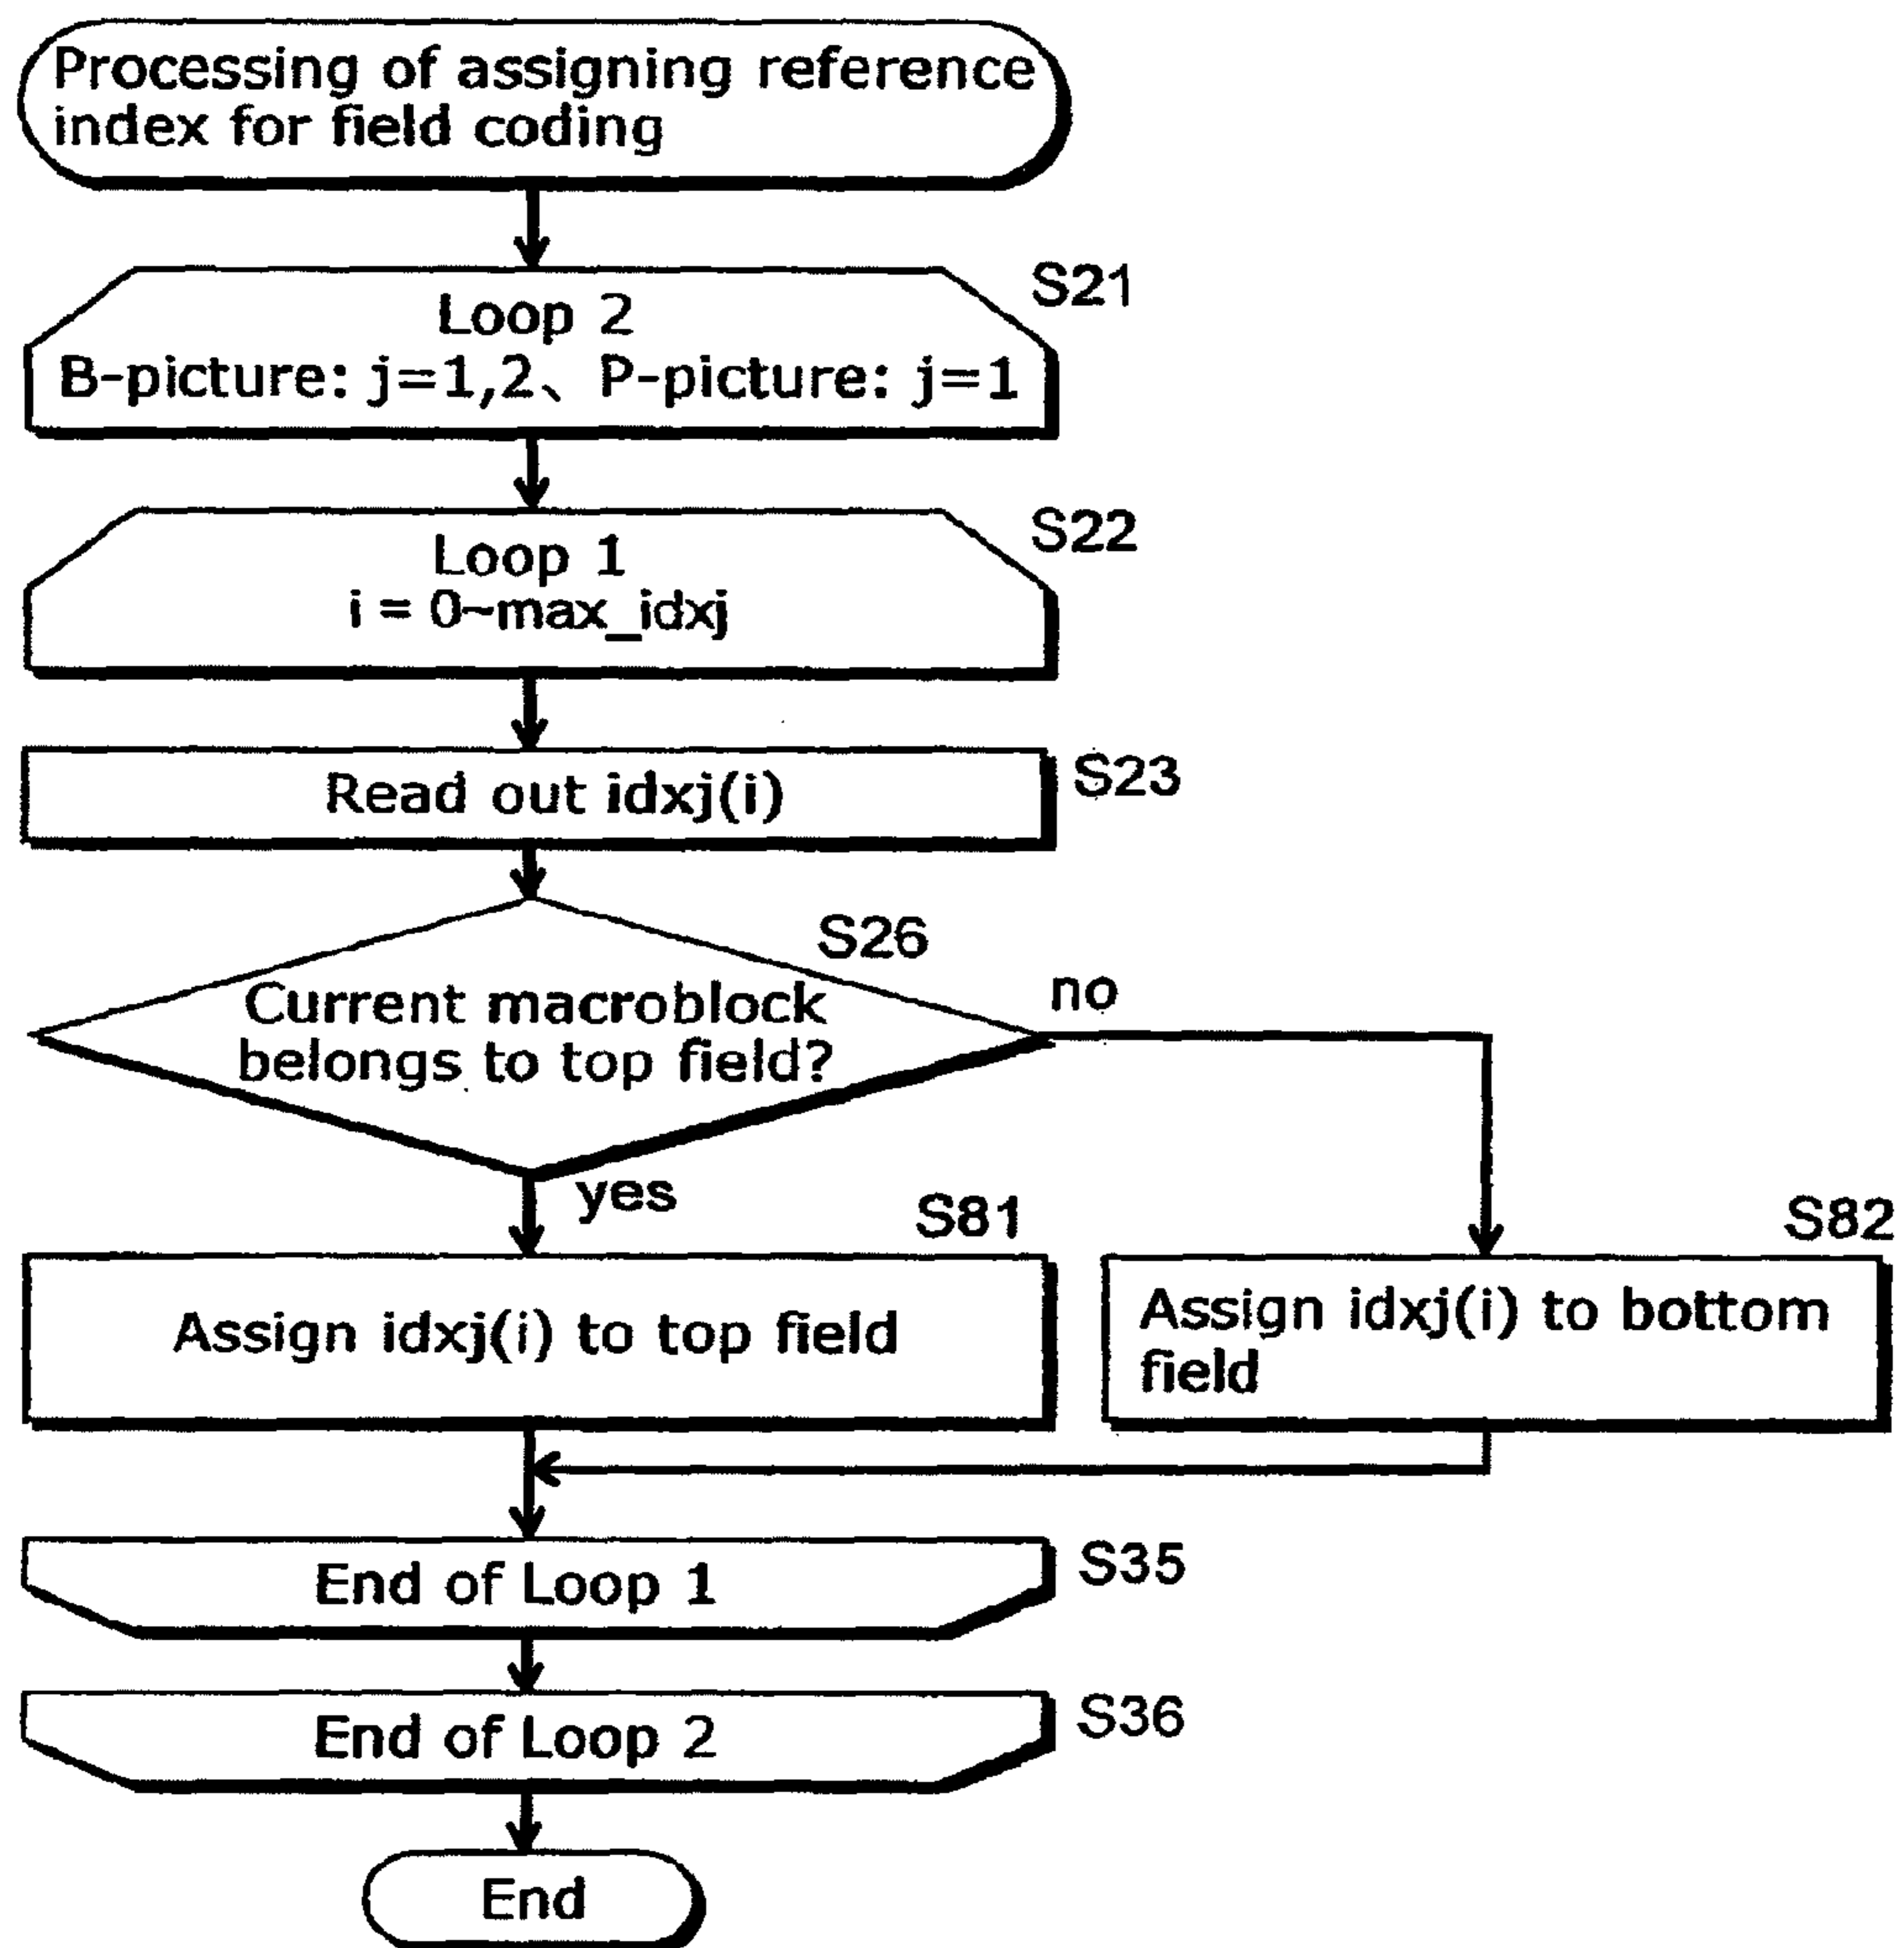 Processing of assigning reference
index for field coding
S21
Loop 2
B-picture: j=1,2、 P-picture: j=1
S22
Loop 1
i = 0~max_idxj
S23
Read out idxj(i)
S26
Current macroblock
belongs to top field?
no
yes
S81
Assign idxj(i) to top field
S82
Assign idxj(i) to bottom
field
End of Loop 1
S35
End of Loop 2
S36
End